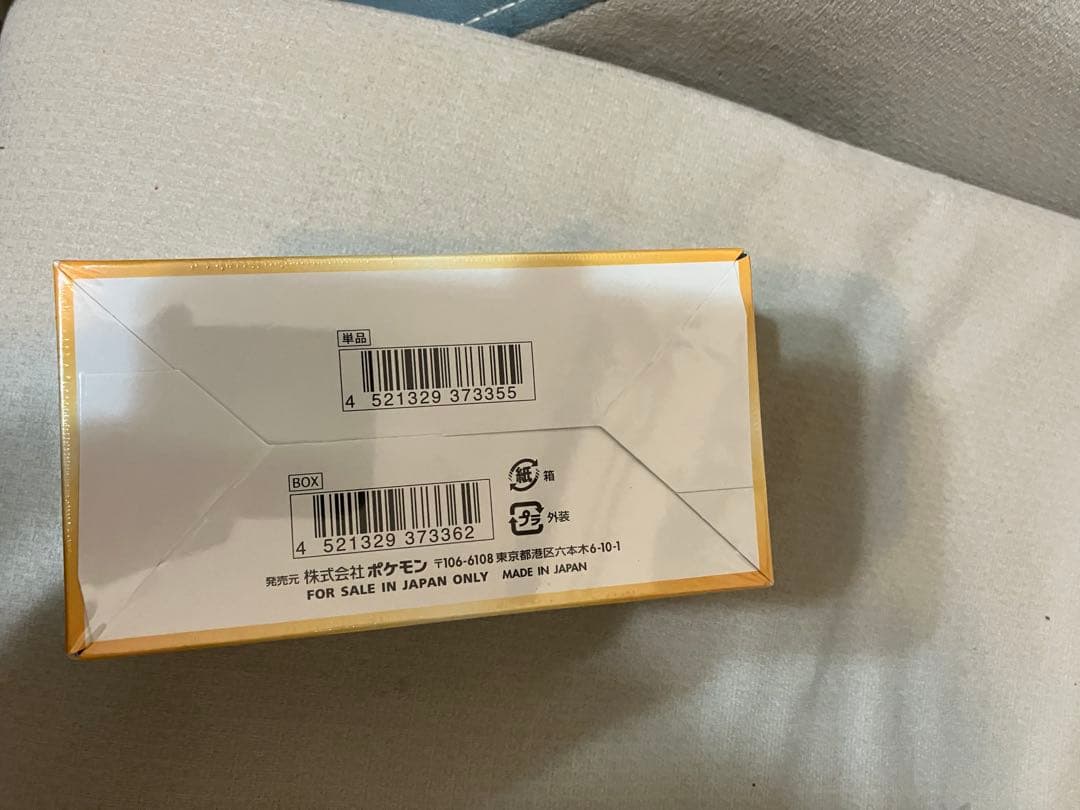 単品
4 521329 373355
BOX
4 521329 373362
紙 箱
プラ 外装
発売元 株式会社ポケモン 〒106-6108 東京都港区六本木6-10-1
FOR SALE IN JAPAN ONLY MADE IN JAPAN